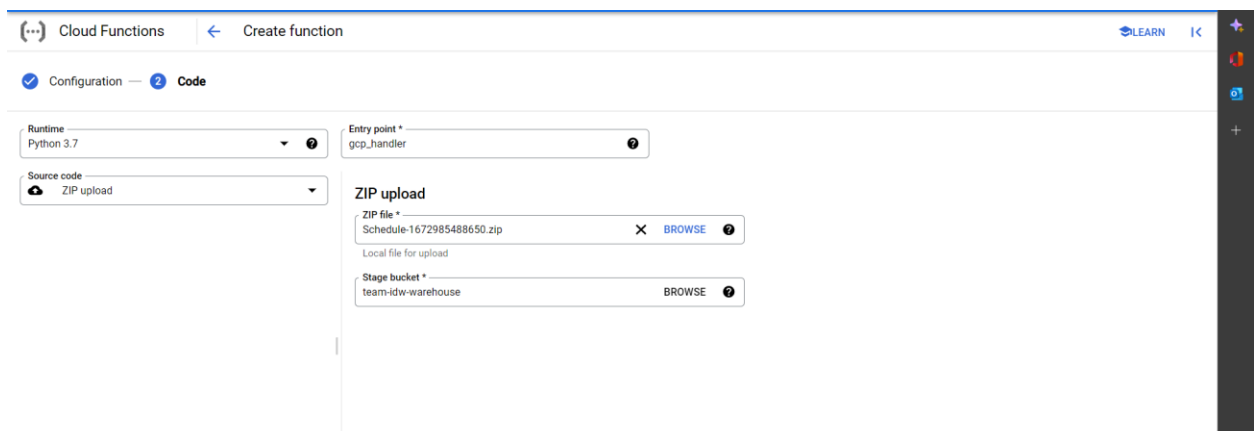 Cloud Functions Create function LEARN
Configuration 2 Code
Runtime Entry point *
Python 3.7 gcp_handler
Source code
ZIP upload
ZIP upload
ZIP file *
Schedule-1672985488650.zip BROWSE
Local file for upload
Stage bucket *
team-idw-warehouse BROWSE